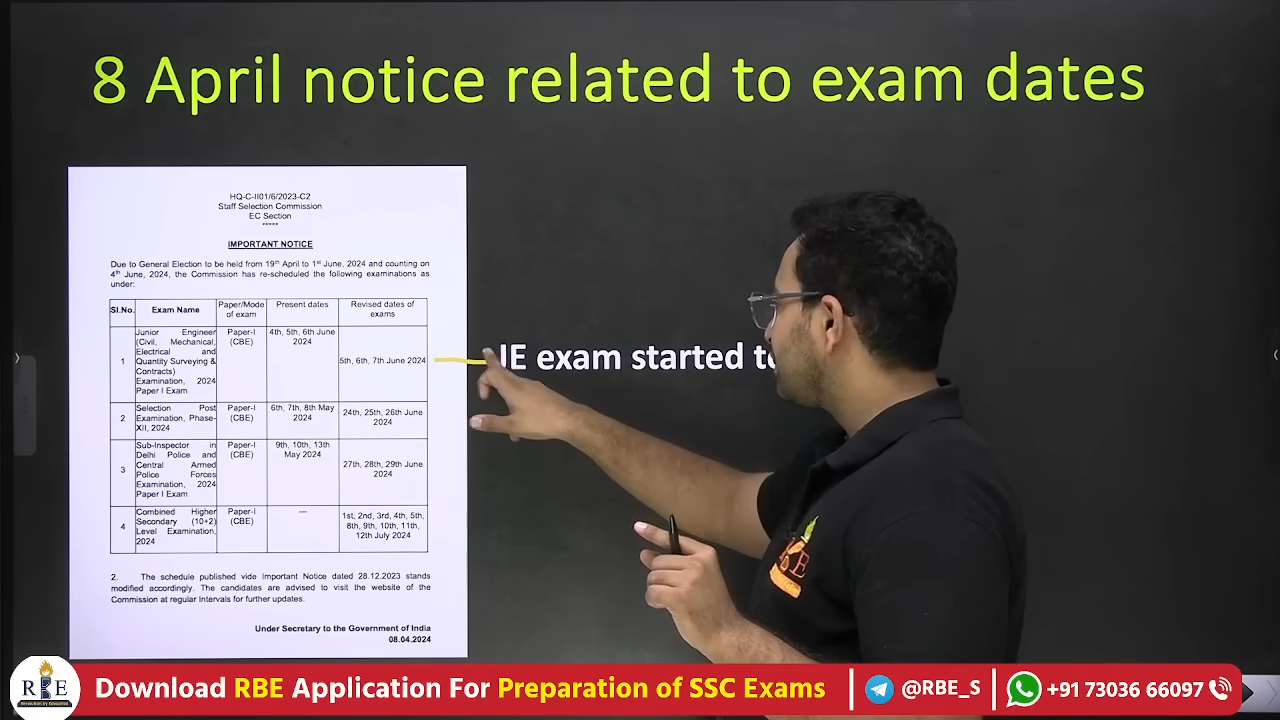 8 April notice related to exam dates
HQ-C-II01/6/2023-C2
Staff Selection Commission
EC Section
*****
IMPORTANT NOTICE
Due to General Election to be held from 19th April to 1st June, 2024 and counting on
4th June, 2024, the Commission has re-scheduled the following examinations as
under:
Sl.No. Exam Name Paper/Mode of exam Present dates Revised dates of exams
1 Junior Engineer (Civil, Mechanical, Electrical and Quantity Surveying & Contracts) Examination, 2024 Paper I Exam Paper-I (CBE) 4th, 5th, 6th June 2024 5th, 6th, 7th June 2024
2 Selection Post Examination, Phase-XII, 2024 Paper-I (CBE) 6th, 7th, 8th May 2024 24th, 25th, 26th June 2024
3 Sub-Inspector in Delhi Police and Central Armed Police Forces Examination, 2024 Paper I Exam Paper-I (CBE) 9th, 10th, 13th May 2024 27th, 28th, 29th June 2024
4 Combined Higher Secondary (10+2) Level Examination, 2024 Paper-I (CBE) — 1st, 2nd, 3rd, 4th, 5th, 8th, 9th, 10th, 11th, 12th July 2024
2. The schedule published vide Important Notice dated 28.12.2023 stands
modified accordingly. The candidates are advised to visit the website of the
Commission at regular Intervals for further updates.
Under Secretary to the Government of India
08.04.2024
JE exam started
RBE
Revolution By Education
Download RBE Application For Preparation of SSC Exams
@RBE_S
+91 73036 66097